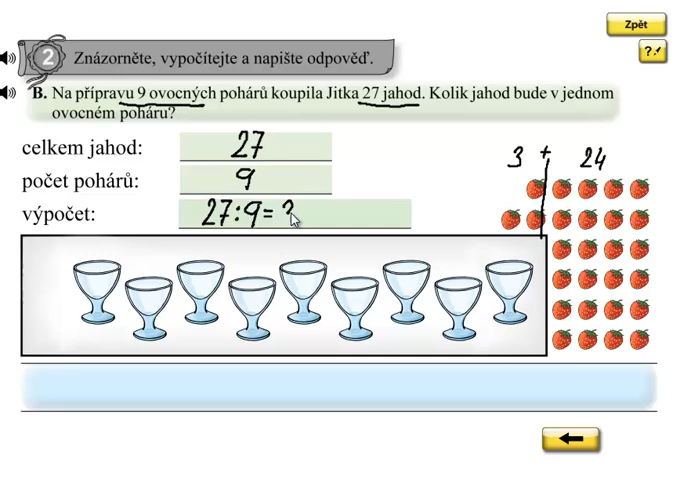 Zpět
?✓
2 Znázorněte, vypočítejte a napište odpověď.
B. Na přípravu 9 ovocných pohárů koupila Jitka 27 jahod. Kolik jahod bude v jednom
ovocném poháru?
celkem jahod: 27
3 + 24
počet pohárů: 9
výpočet: 27:9=?